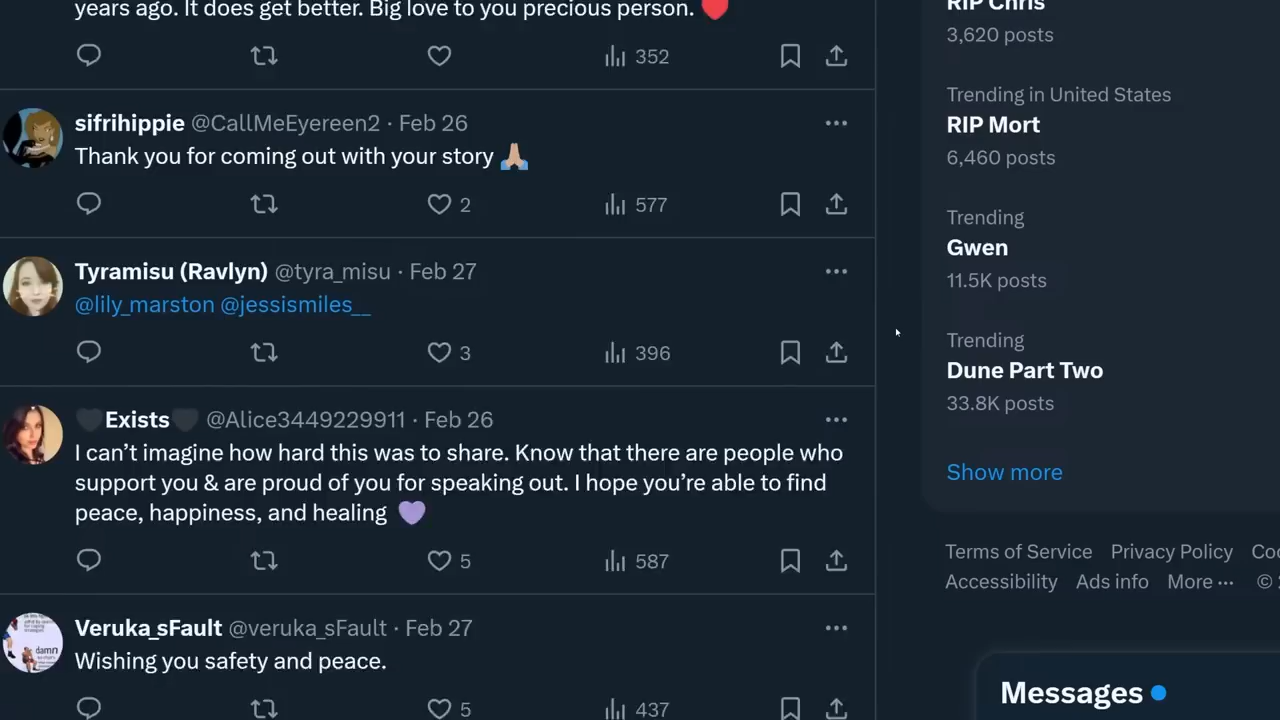 years ago. It does get better. Big love to you precious person. ❤️
352
sifrihippie @CallMeEyereen2 · Feb 26
Thank you for coming out with your story 🙏🏼
2 577
Tyramisu (Ravlyn) @tyra_misu · Feb 27
@lily_marston @jessismiles__
3 396
🖤Exists🖤 @Alice3449229911 · Feb 26
I can’t imagine how hard this was to share. Know that there are people who
support you & are proud of you for speaking out. I hope you’re able to find
peace, happiness, and healing 💜
5 587
Veruka_sFault @veruka_sFault · Feb 27
Wishing you safety and peace.
5 437
RIP Chris
3,620 posts
Trending in United States
RIP Mort
6,460 posts
Trending
Gwen
11.5K posts
Trending
Dune Part Two
33.8K posts
Show more
Terms of Service Privacy Policy
Accessibility Ads info More ··· ©
Messages